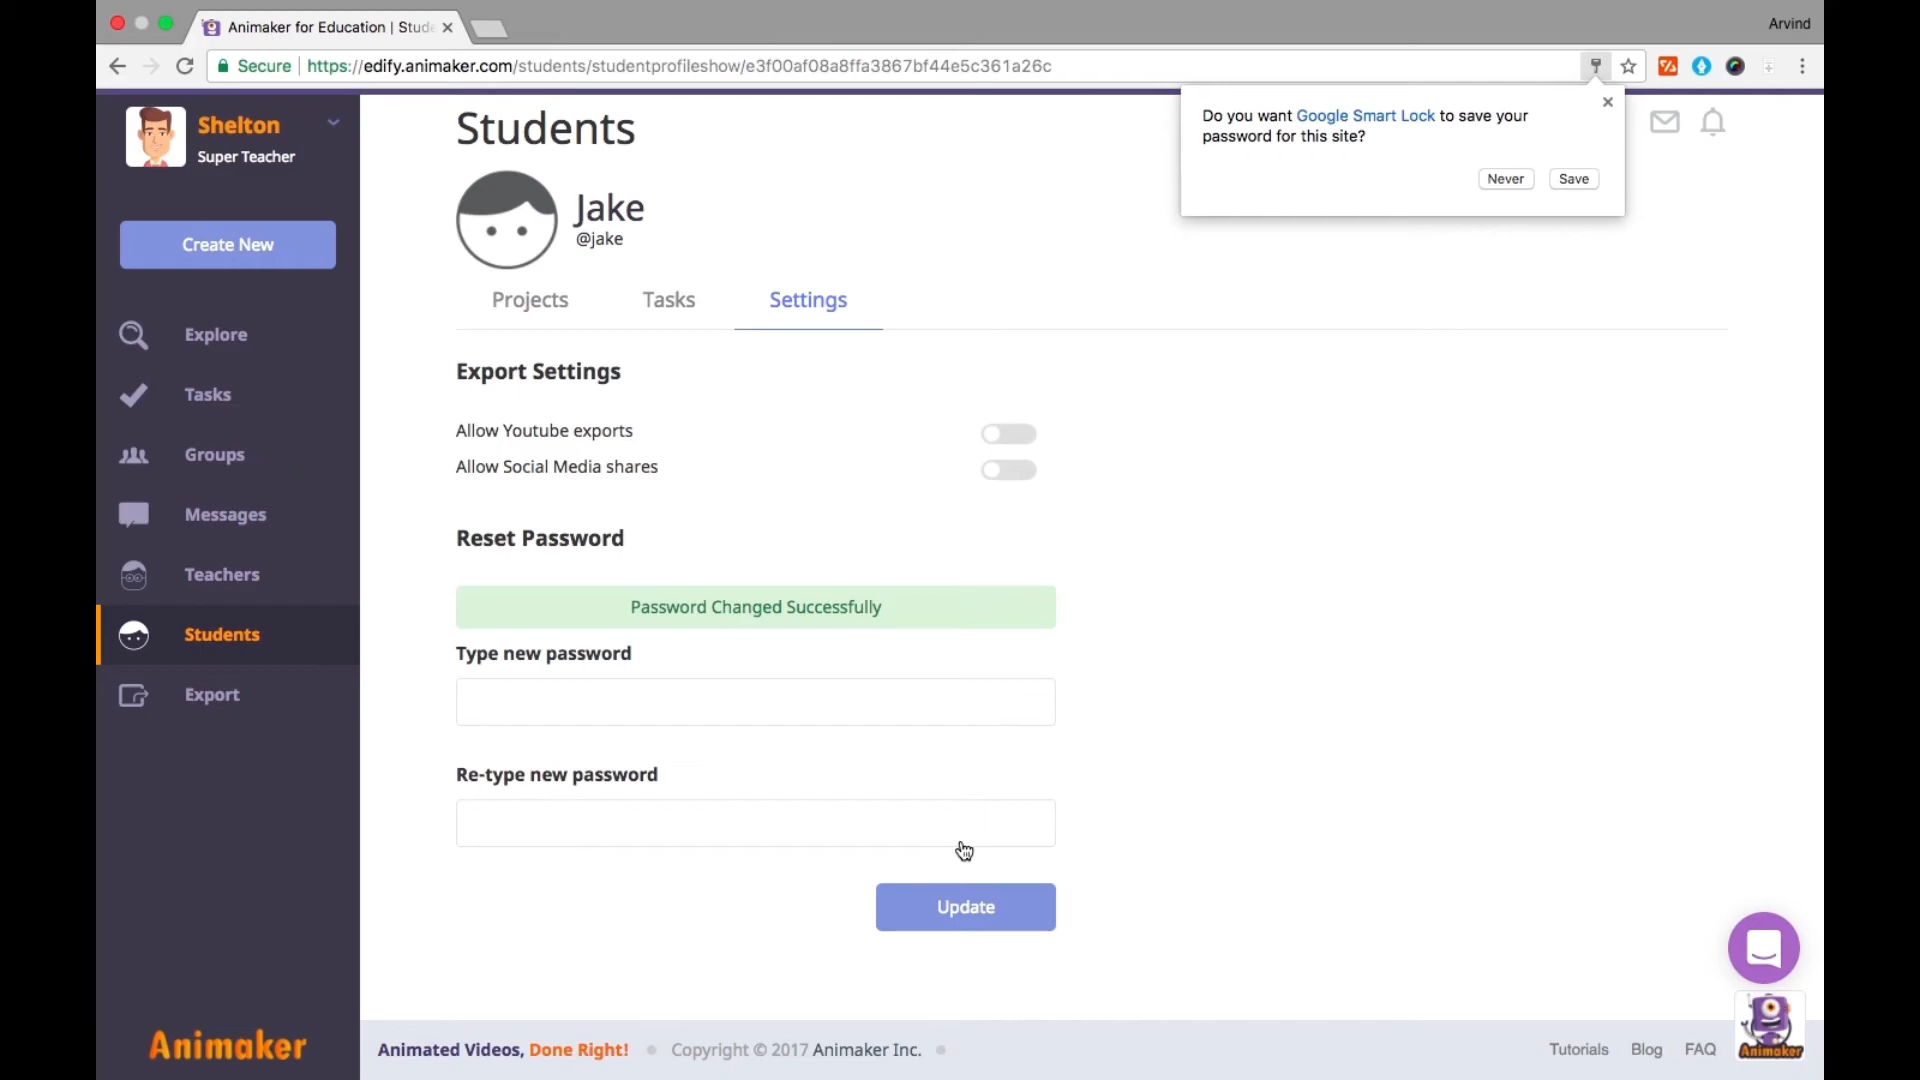 Animaker for Education | Stude
Arvind
Secure
https://edify.animaker.com/students/studentprofileshow/e3f00af08a8ffa3867bf44e5c361a26c
Do you want Google Smart Lock to save your
password for this site?
Never
Save
Shelton
Super Teacher
Create New
Explore
Tasks
Groups
Messages
Teachers
Students
Export
Animaker
Students
Jake
@jake
Projects
Tasks
Settings
Export Settings
Allow Youtube exports
Allow Social Media shares
Reset Password
Password Changed Successfully
Type new password
Re-type new password
Update
Animated Videos, Done Right!
Copyright © 2017 Animaker Inc.
Tutorials
Blog
FAQ
Animaker